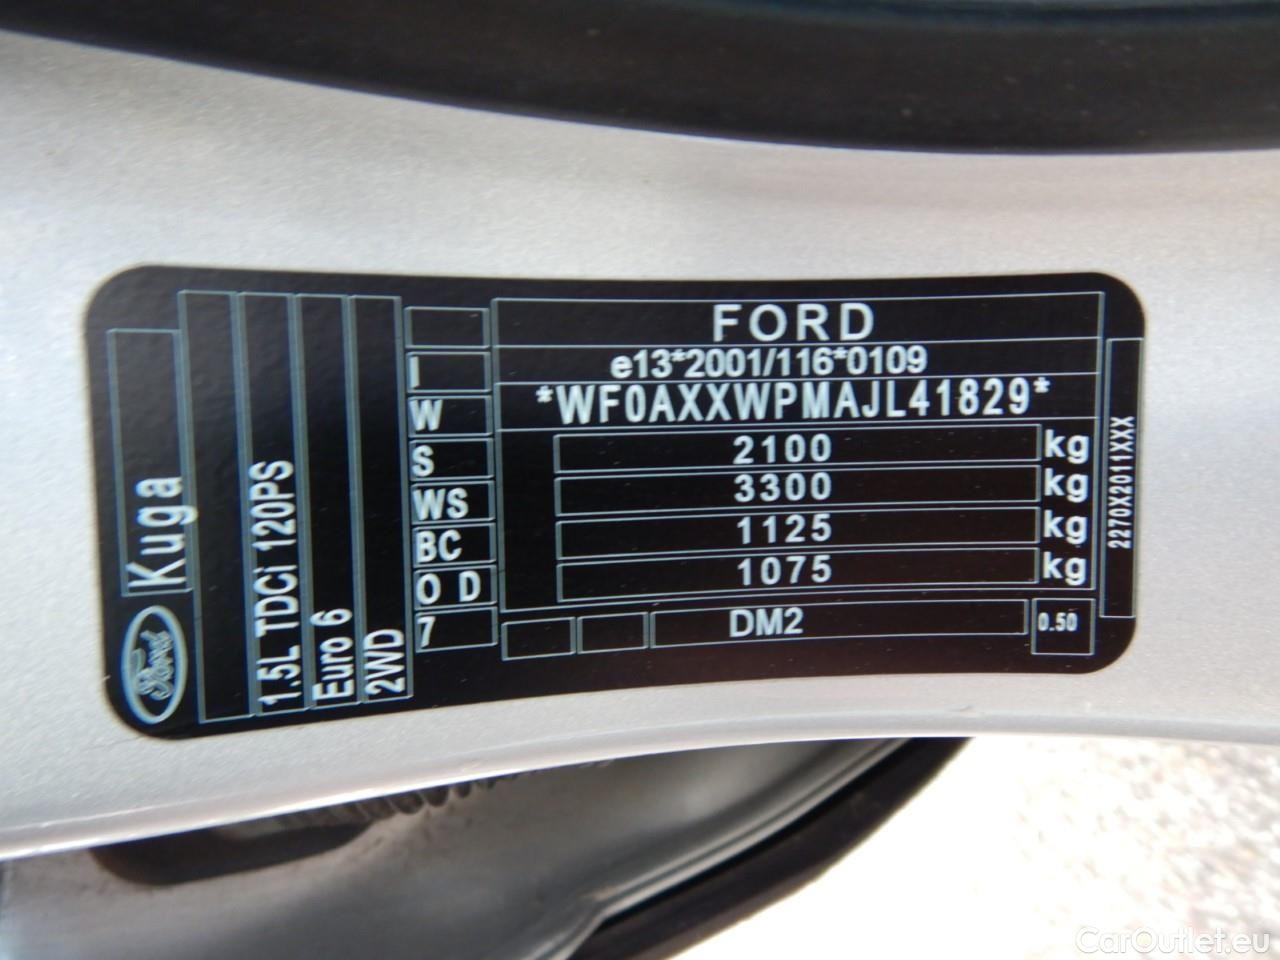 FORD
e13*2001/116*0109
*WF0AXXWPMAJL41829*
2100 kg
3300 kg
1125 kg
1075 kg
DM2
0.50
2270X2011XXX
I
W
S
WS
BC
O D
7
Ford
Kuga
1.5L TDCi 120PS
Euro 6
2WD
CarOutlet.eu